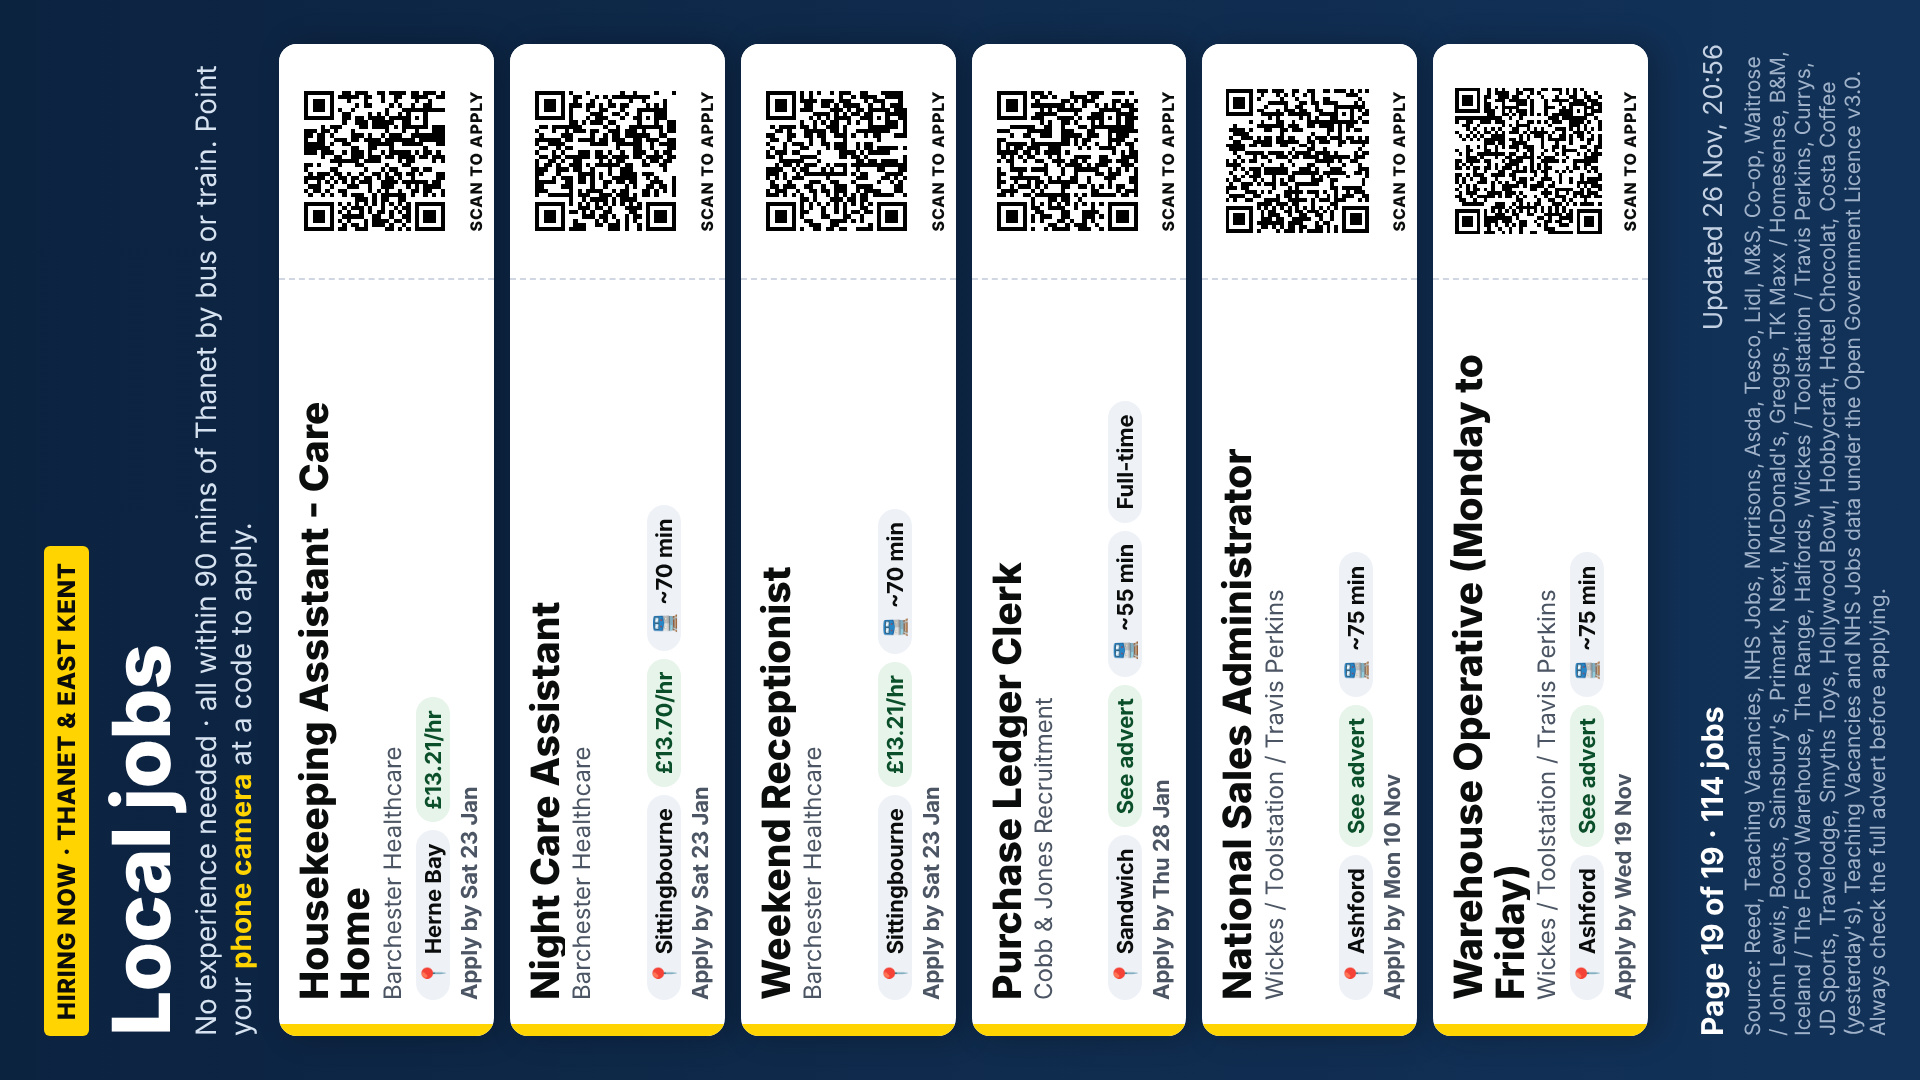 HIRING NOW · THANET & EAST KENT
Local jobs
No experience needed · all within 90 mins of Thanet by bus or train. Point
your phone camera at a code to apply.
Housekeeping Assistant - Care
Home
Barchester Healthcare
📍 Herne Bay £13.21/hr
Apply by Sat 23 Jan
SCAN TO APPLY
Night Care Assistant
Barchester Healthcare
📍 Sittingbourne £13.70/hr 🚆 ~70 min
Apply by Sat 23 Jan
SCAN TO APPLY
Weekend Receptionist
Barchester Healthcare
📍 Sittingbourne £13.21/hr 🚆 ~70 min
Apply by Sat 23 Jan
SCAN TO APPLY
Purchase Ledger Clerk
Cobb & Jones Recruitment
📍 Sandwich See advert 🚆 ~55 min Full-time
Apply by Thu 28 Jan
SCAN TO APPLY
National Sales Administrator
Wickes / Toolstation / Travis Perkins
📍 Ashford See advert 🚆 ~75 min
Apply by Mon 10 Nov
SCAN TO APPLY
Warehouse Operative (Monday to
Friday)
Wickes / Toolstation / Travis Perkins
📍 Ashford See advert 🚆 ~75 min
Apply by Wed 19 Nov
SCAN TO APPLY
Page 19 of 19 · 114 jobs Updated 26 Nov, 20:56
Source: Reed, Teaching Vacancies, NHS Jobs, Morrisons, Asda, Tesco, Lidl, M&S, Co-op, Waitrose
/ John Lewis, Boots, Sainsbury's, Primark, Next, McDonald's, Greggs, TK Maxx / Homesense, B&M,
Iceland / The Food Warehouse, The Range, Halfords, Wickes / Toolstation / Travis Perkins, Currys,
JD Sports, Travelodge, Smyths Toys, Hollywood Bowl, Hobbycraft, Hotel Chocolat, Costa Coffee
(yesterday's). Teaching Vacancies and NHS Jobs data under the Open Government Licence v3.0.
Always check the full advert before applying.